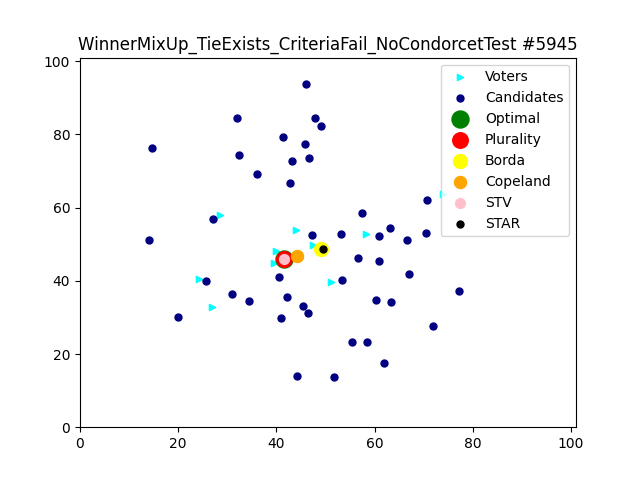 WinnerMixUp_TieExists_CriteriaFail_NoCondorcetTest #5945
100
80
60
40
20
0
0 20 40 60 80 100
Voters
Candidates
Optimal
Plurality
Borda
Copeland
STV
STAR